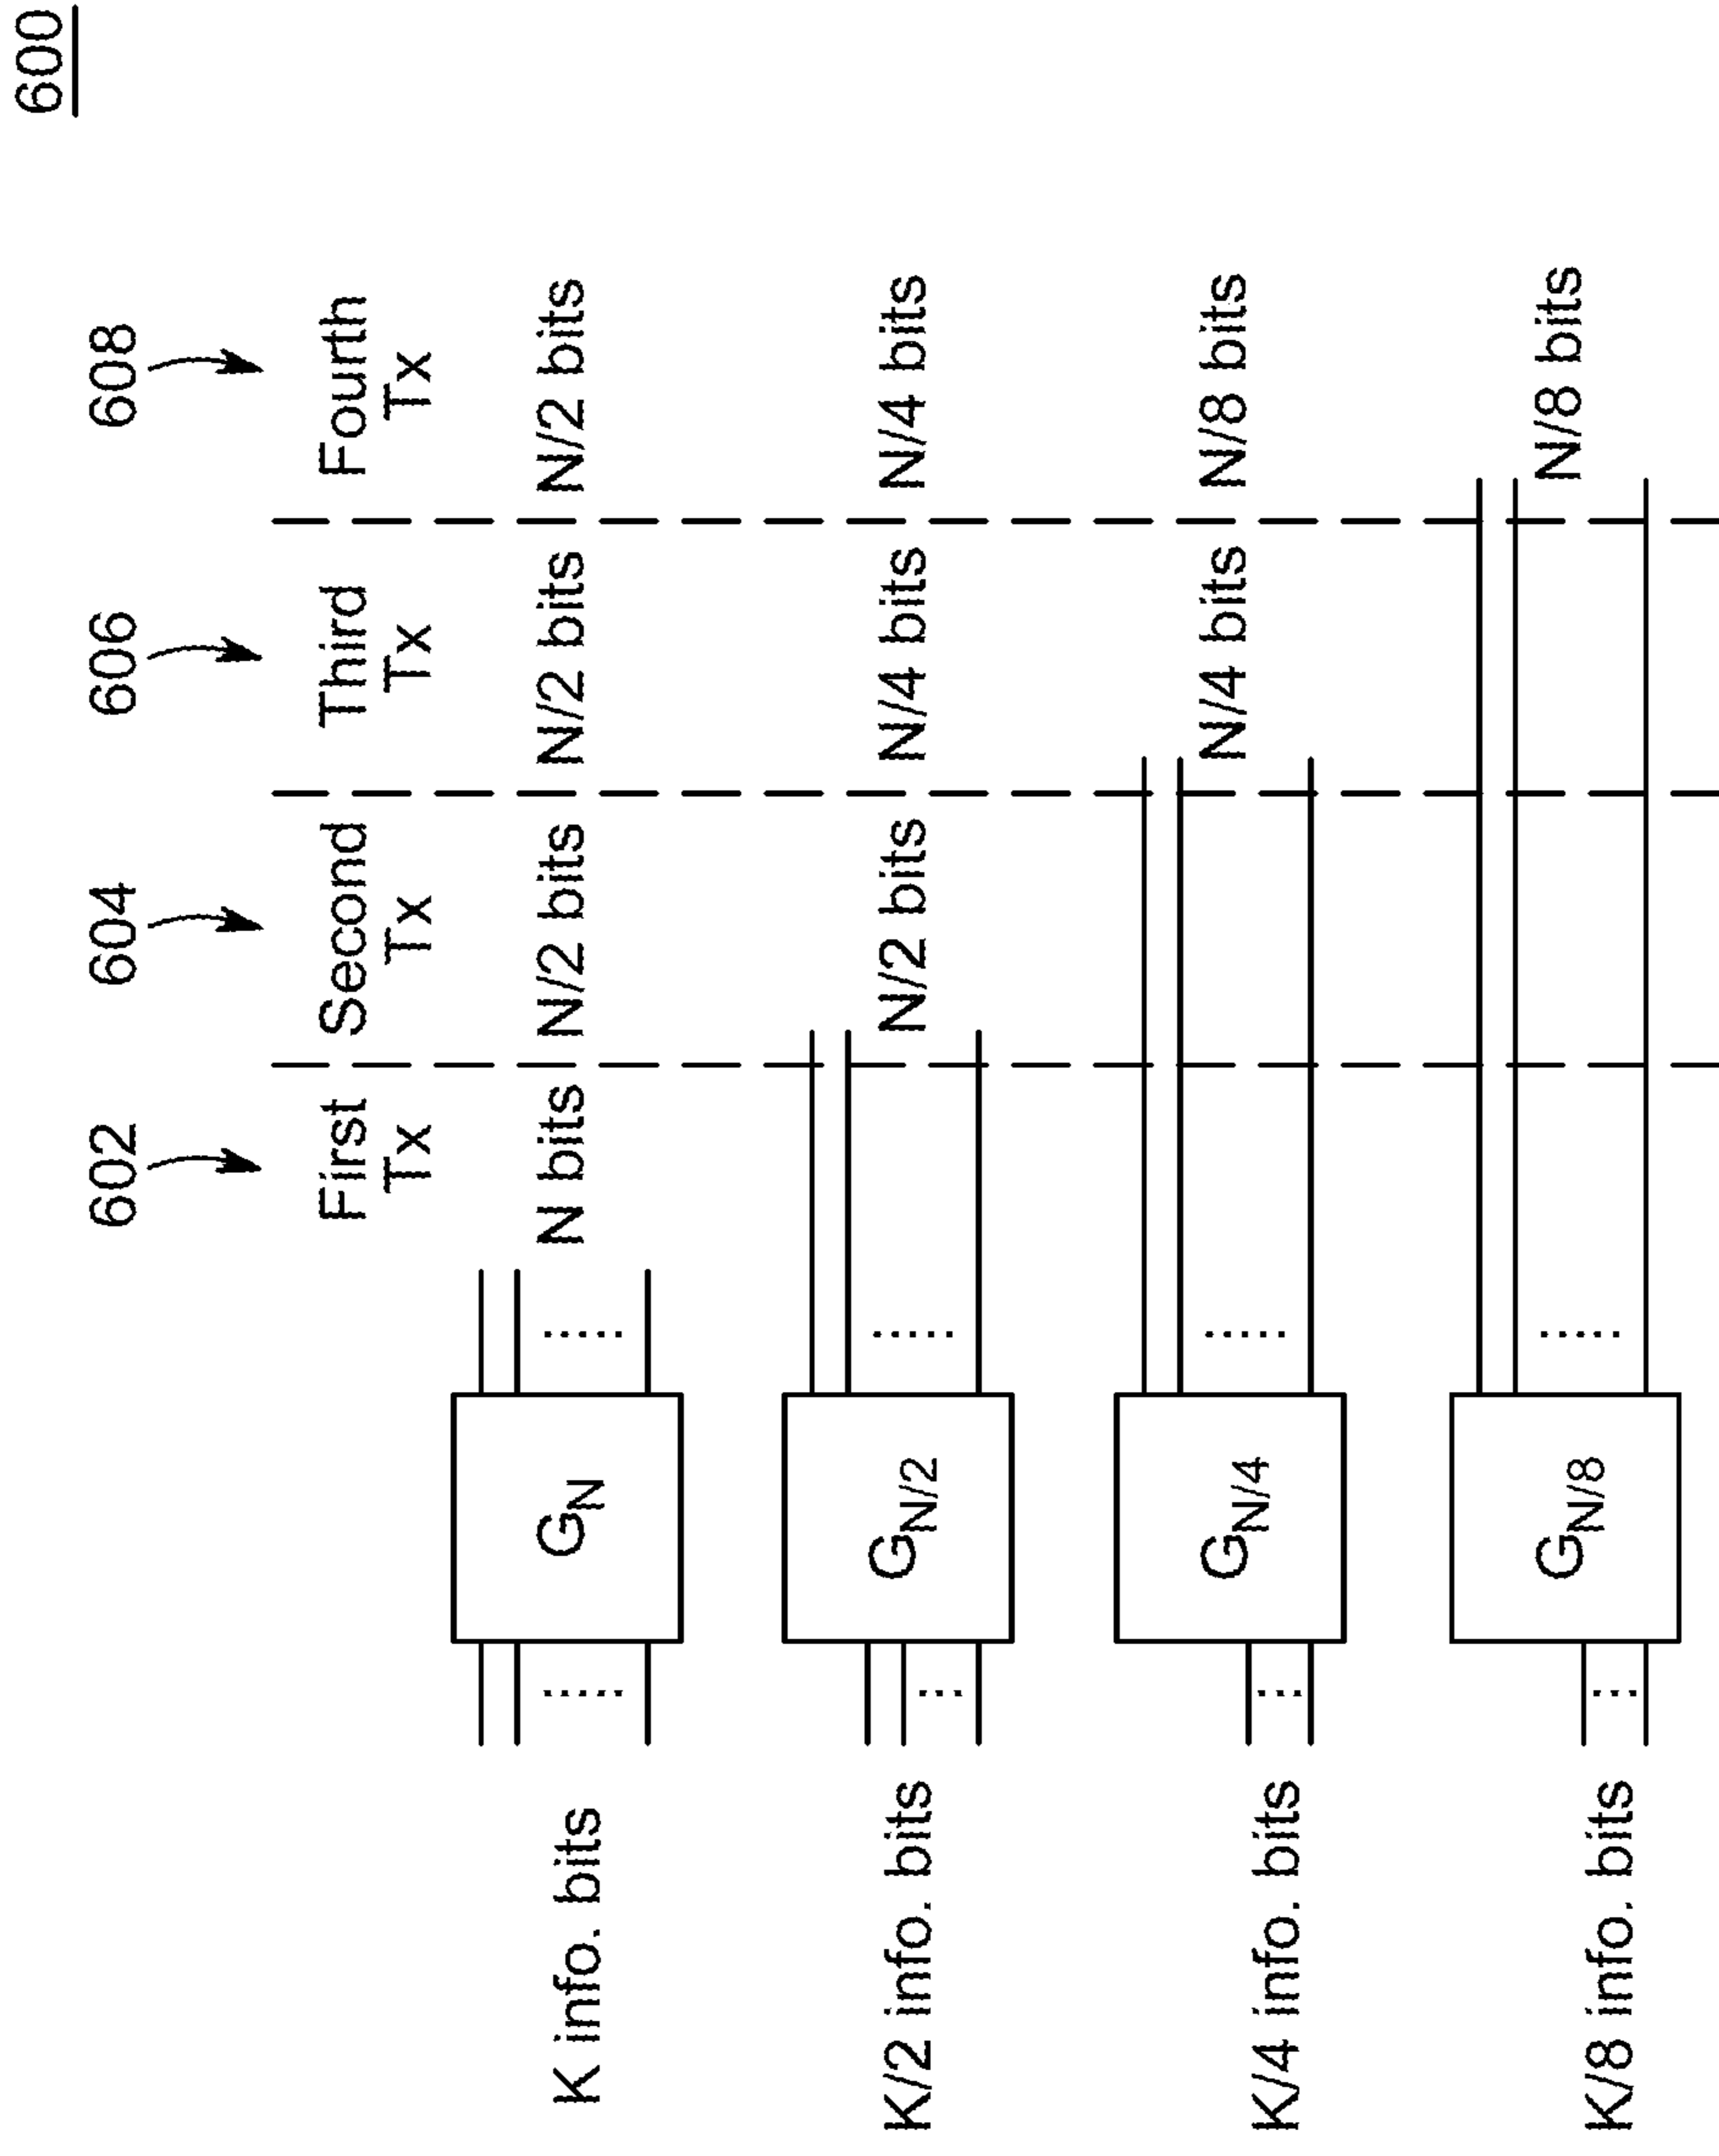 600
602
604
606
608
First
Tx
Second
Tx
Third
Tx
Fourth
Tx
K info. bits
G_N
N bits
N/2 bits
N/2 bits
N/2 bits
K/2 info. bits
G_N/2
N/2 bits
N/4 bits
N/4 bits
K/4 info. bits
G_N/4
N/4 bits
N/8 bits
K/8 info. bits
G_N/8
N/8 bits